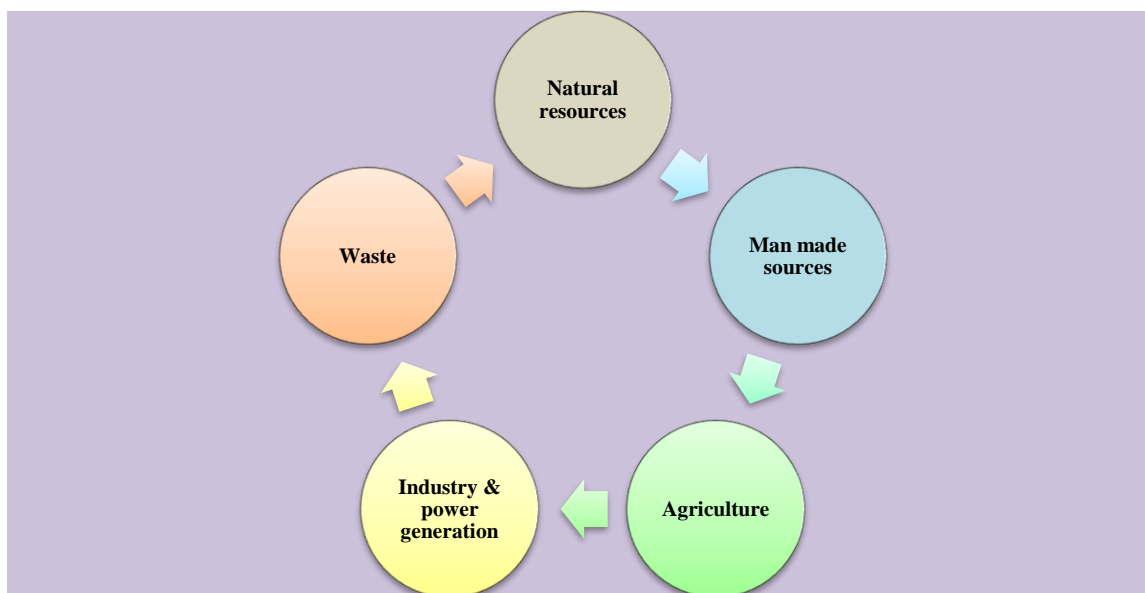 Natural
resources
Man made
sources
Agriculture
Industry &
power
generation
Waste